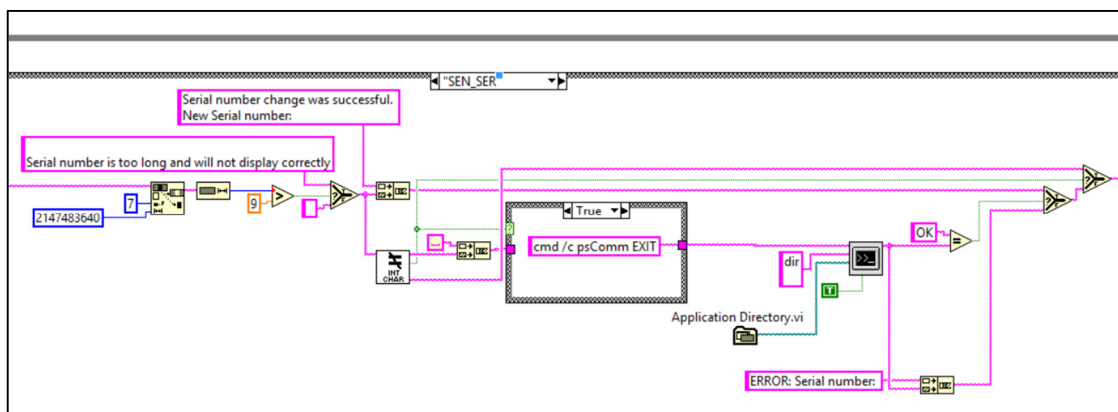 "SEN_SER
Serial number change was successful.
New Serial number:
Serial number is too long and will not display correctly
7
9
2147483640
True
cmd /c psComm EXIT
OK
dir
INT
CHAR
T
Application Directory.vi
ERROR: Serial number: